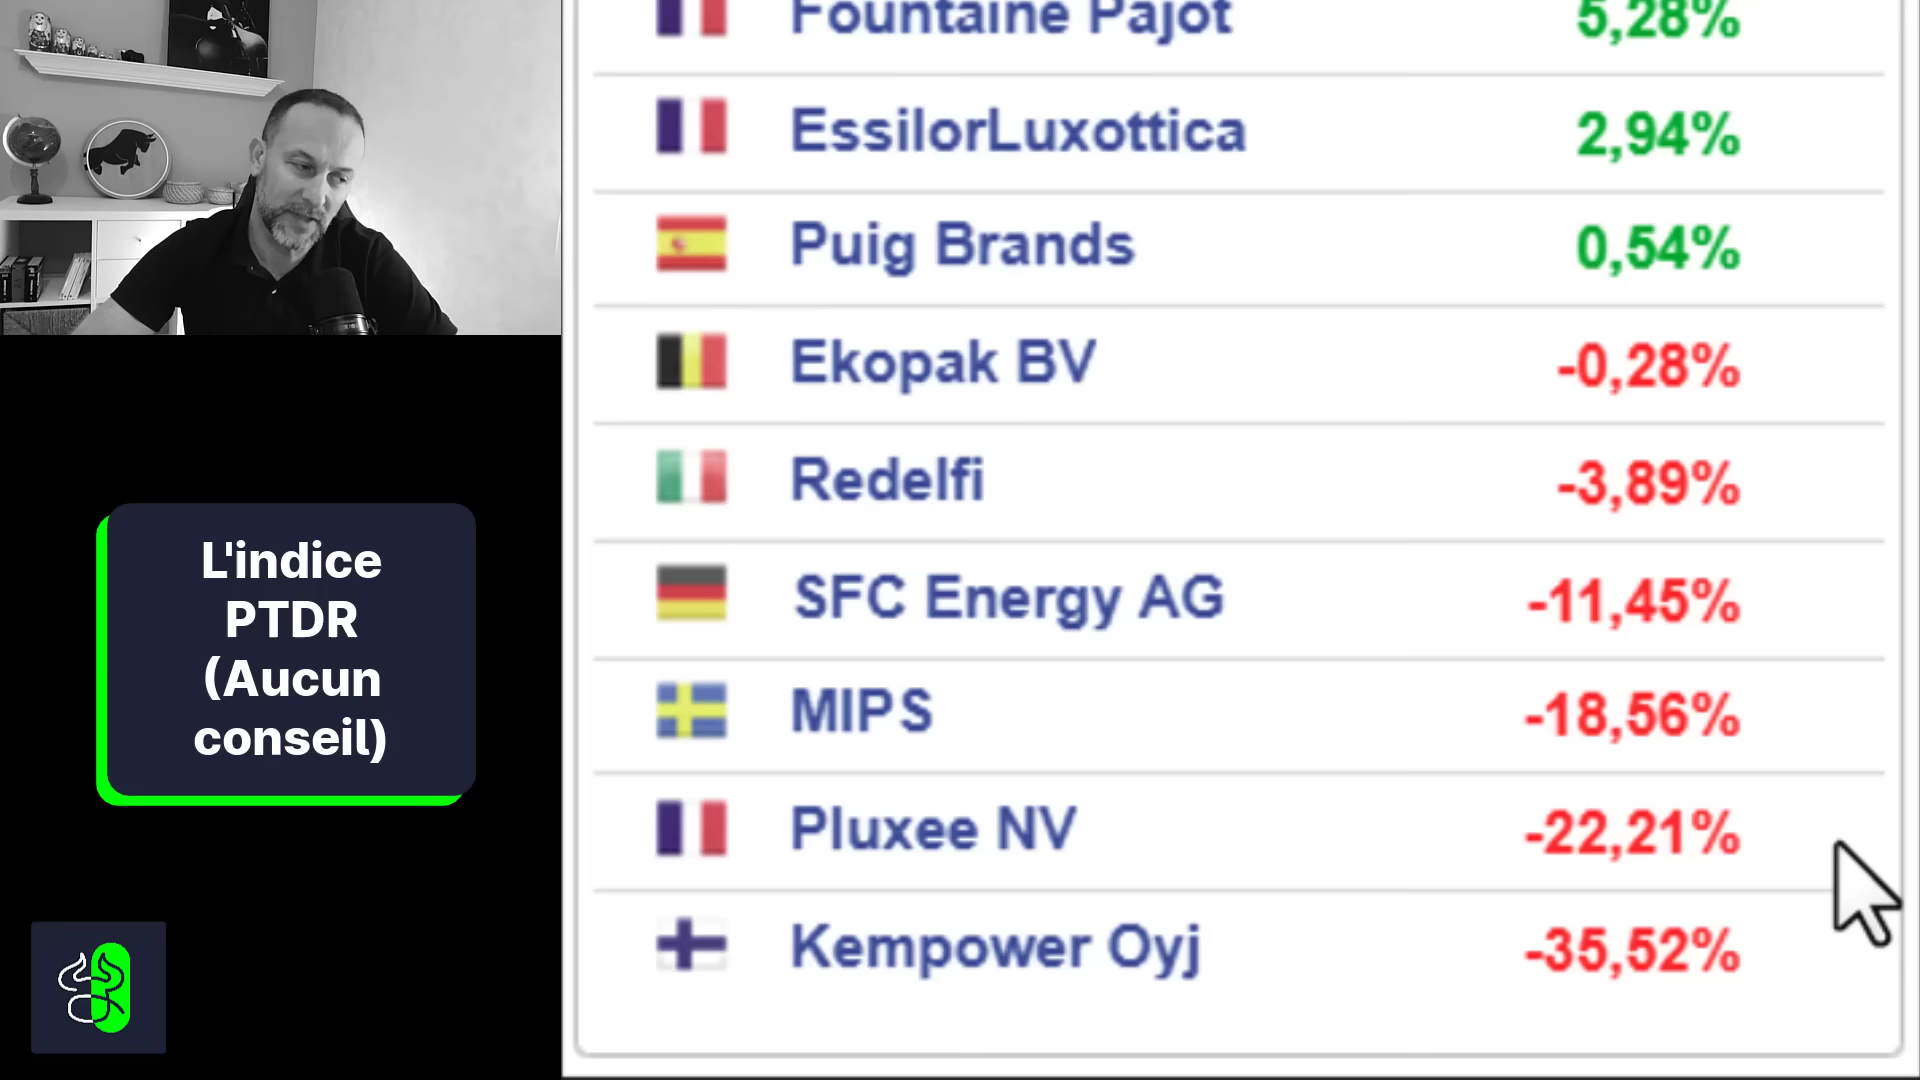 Fountaine Pajot 5,28%
EssilorLuxottica 2,94%
Puig Brands 0,54%
Ekopak BV -0,28%
Redelfi -3,89%
SFC Energy AG -11,45%
MIPS -18,56%
Pluxee NV -22,21%
Kempower Oyj -35,52%
L'indice
PTDR
(Aucun
conseil)